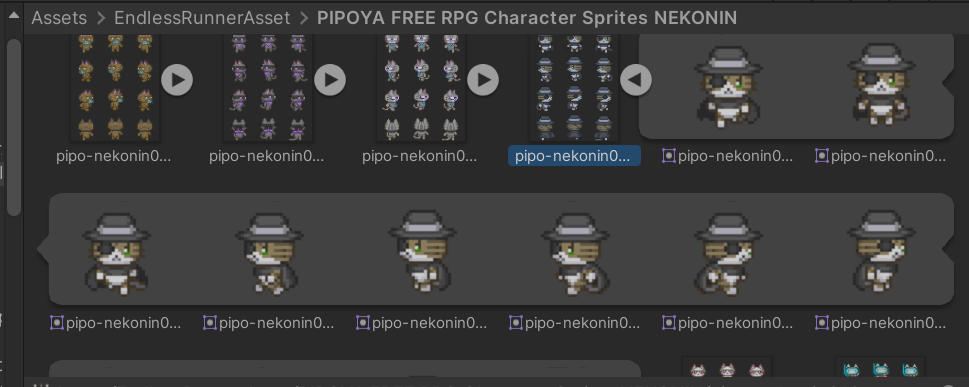 Assets > EndlessRunnerAsset > PIPOYA FREE RPG Character Sprites NEKONIN
pipo-nekonin0... pipo-nekonin0... pipo-nekonin0... pipo-nekonin0... pipo-nekonin0... pipo-nekonin0...
pipo-nekonin0... pipo-nekonin0... pipo-nekonin0... pipo-nekonin0... pipo-nekonin0... pipo-nekonin0...